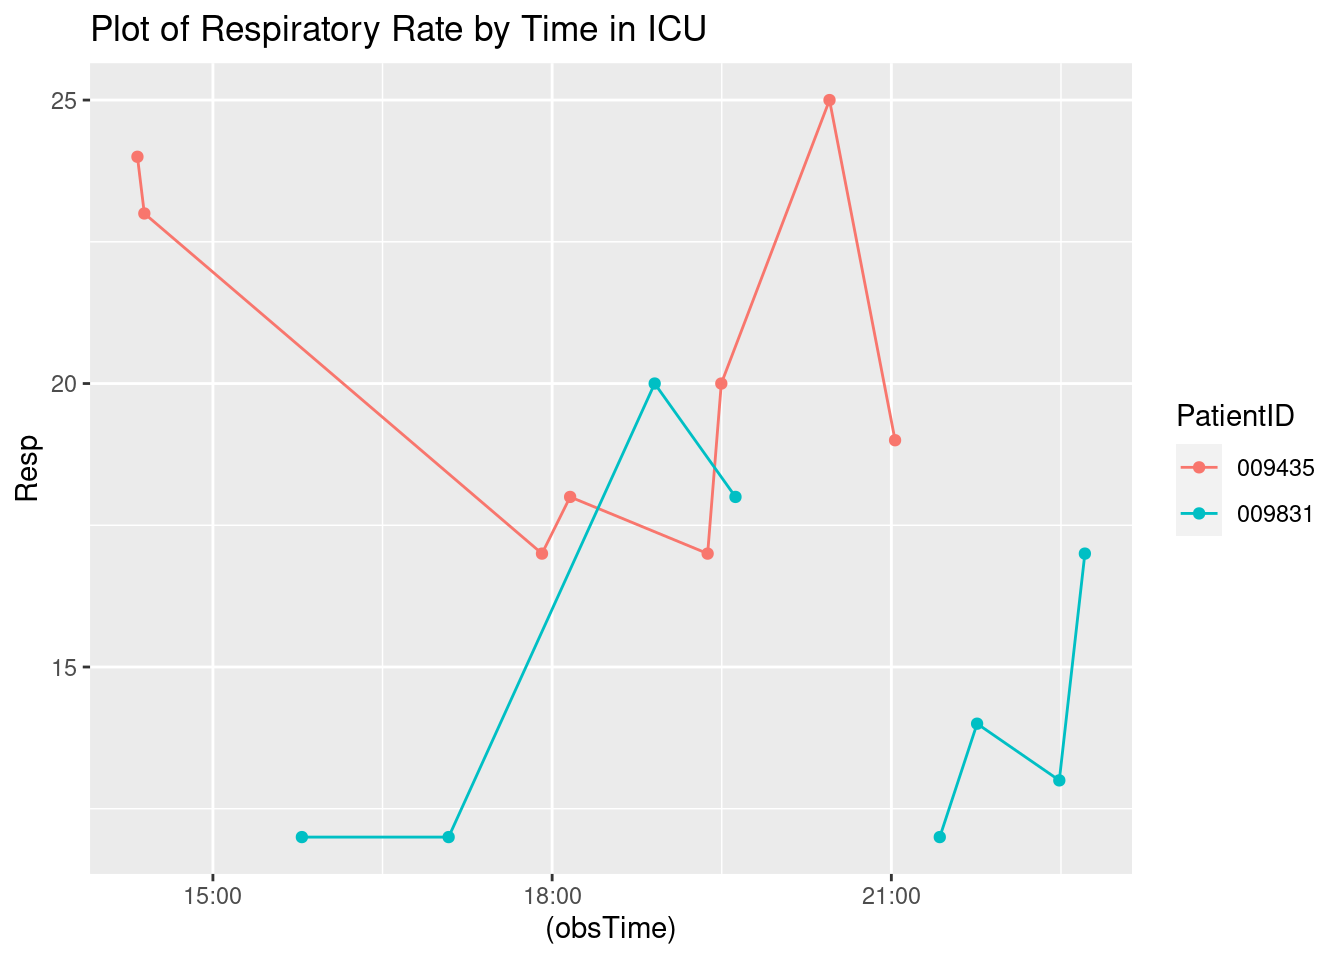 Plot of Respiratory Rate by Time in ICU
25
20
15
Resp
15:00 18:00 21:00
(obsTime)
PatientID
009435
009831